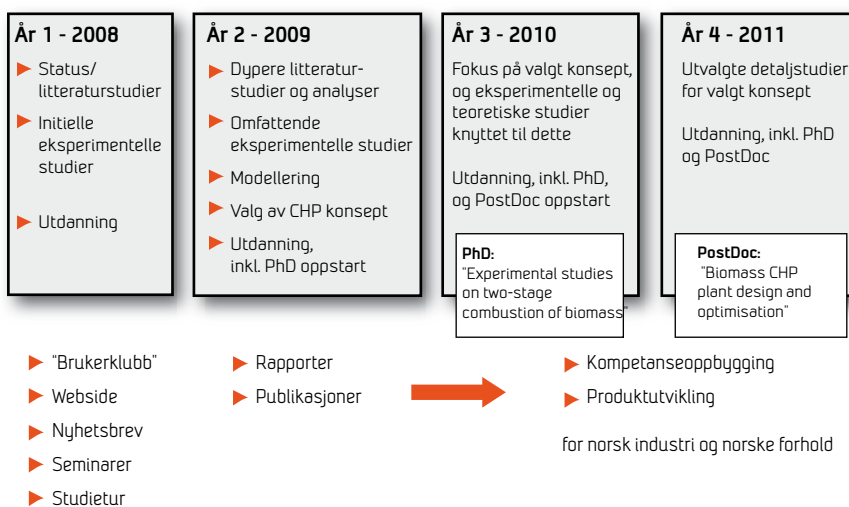 År 1 - 2008
Status/
litteraturstudier
Initielle
eksperimentelle
studier
Utdanning
År 2 - 2009
Dypere litteratur-
studier og analyser
Omfattende
eksperimentelle studier
Modellering
Valg av CHP konsept
Utdanning,
inkl. PhD oppstart
År 3 - 2010
Fokus på valgt konsept,
og eksperimentelle og
teoretiske studier
knyttet til dette
Utdanning, inkl. PhD,
og PostDoc oppstart
PhD:
"Experimental studies
on two-stage
combustion of biomass"
År 4 - 2011
Utvalgte detaljstudier
for valgt konsept
Utdanning, inkl. PhD
og PostDoc
PostDoc:
"Biomass CHP
plant design and
optimisation"
"Brukerklubb"
Webside
Nyhetsbrev
Seminarer
Studietur
Rapporter
Publikasjoner
Kompetanseoppbygging
Produktutvikling
for norsk industri og norske forhold